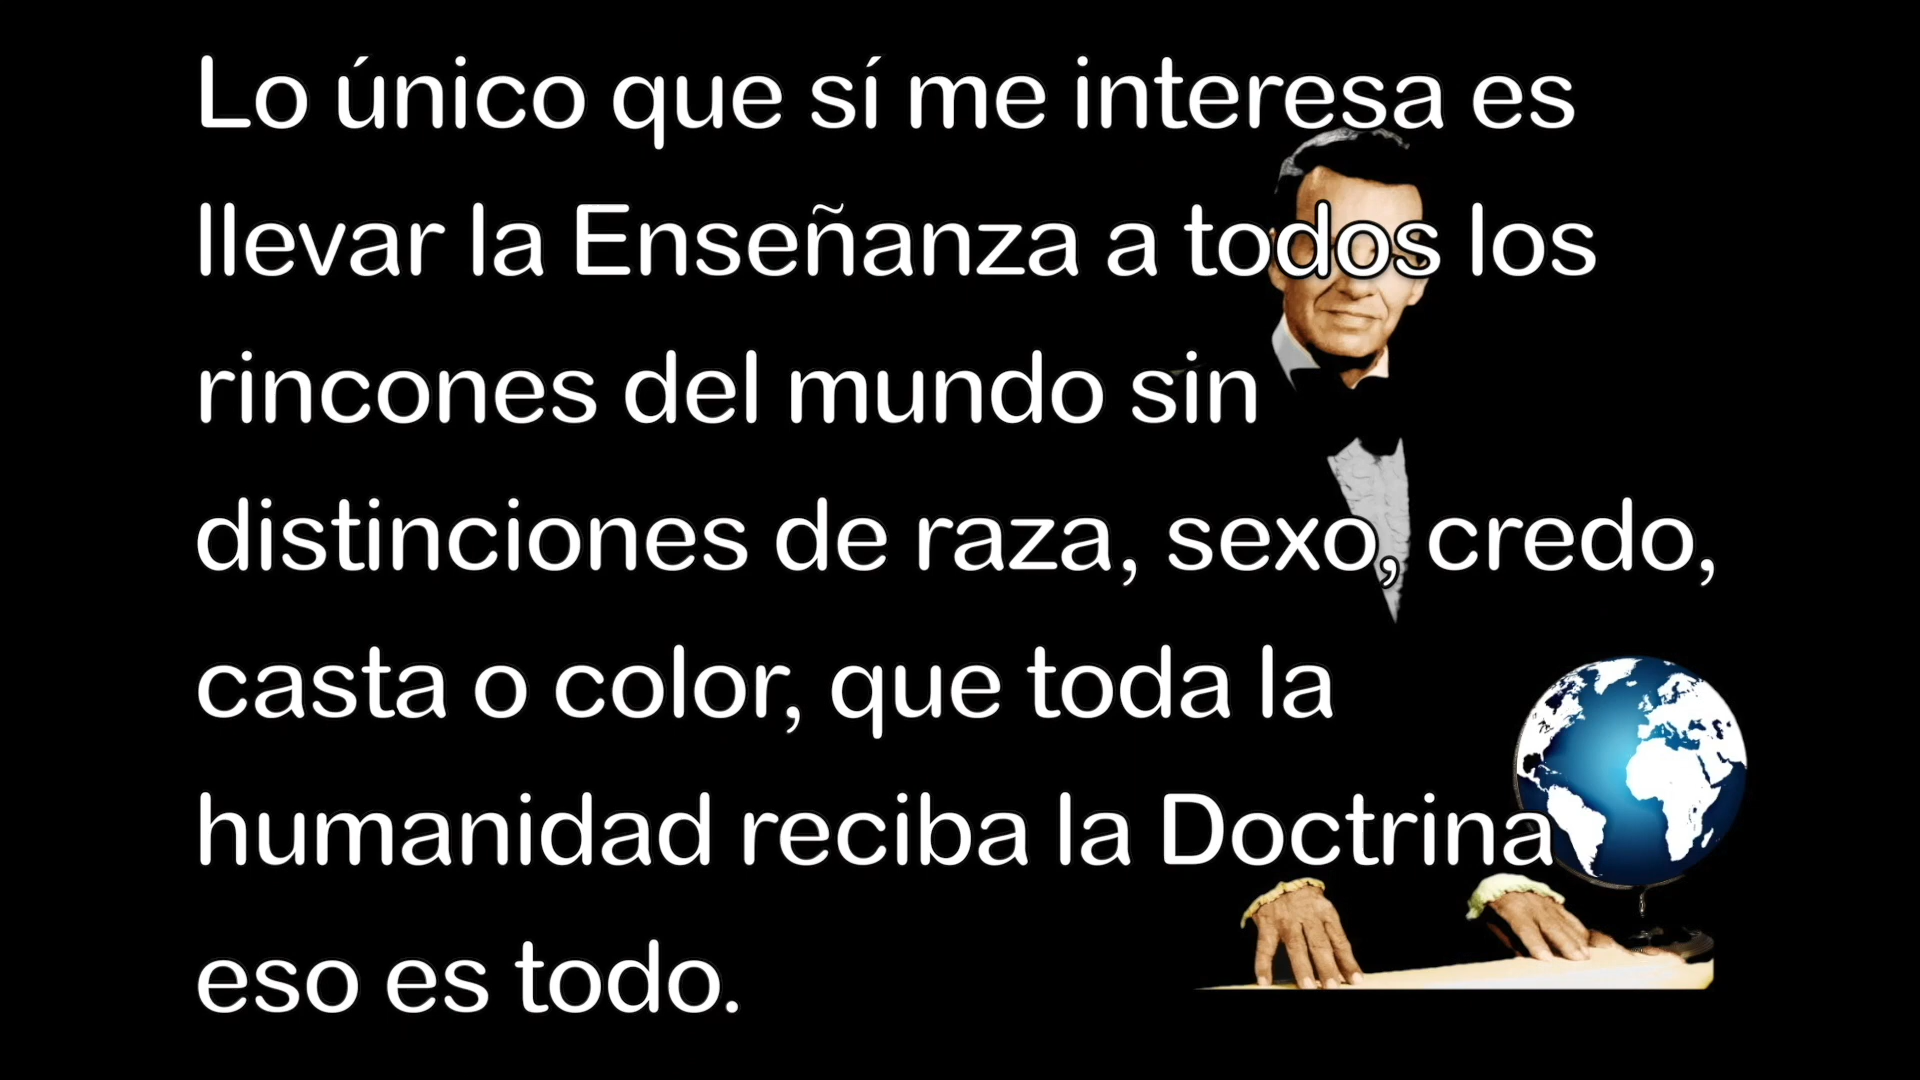 Lo único que sí me interesa es
llevar la Enseñanza a todos los
rincones del mundo sin
distinciones de raza, sexo, credo,
casta o color, que toda la
humanidad reciba la Doctrina
eso es todo.